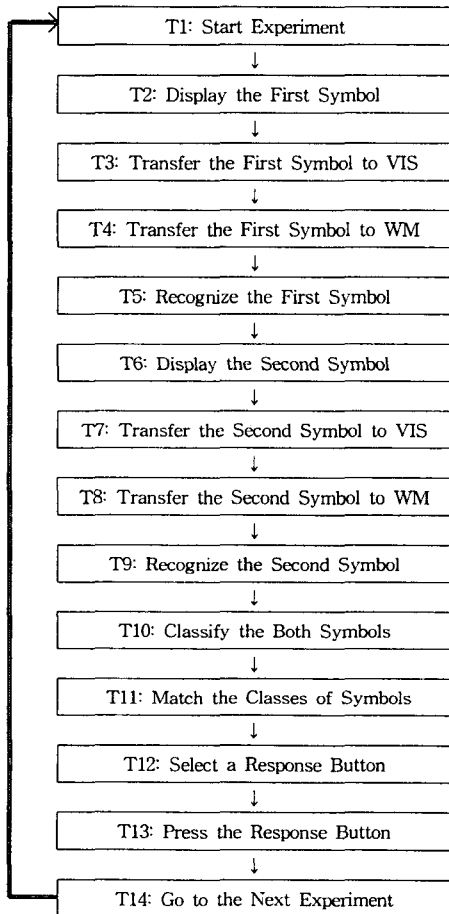 T1: Start Experiment
↓
T2: Display the First Symbol
↓
T3: Transfer the First Symbol to VIS
↓
T4: Transfer the First Symbol to WM
↓
T5: Recognize the First Symbol
↓
T6: Display the Second Symbol
↓
T7: Transfer the Second Symbol to VIS
↓
T8: Transfer the Second Symbol to WM
↓
T9: Recognize the Second Symbol
↓
T10: Classify the Both Symbols
↓
T11: Match the Classes of Symbols
↓
T12: Select a Response Button
↓
T13: Press the Response Button
↓
T14: Go to the Next Experiment